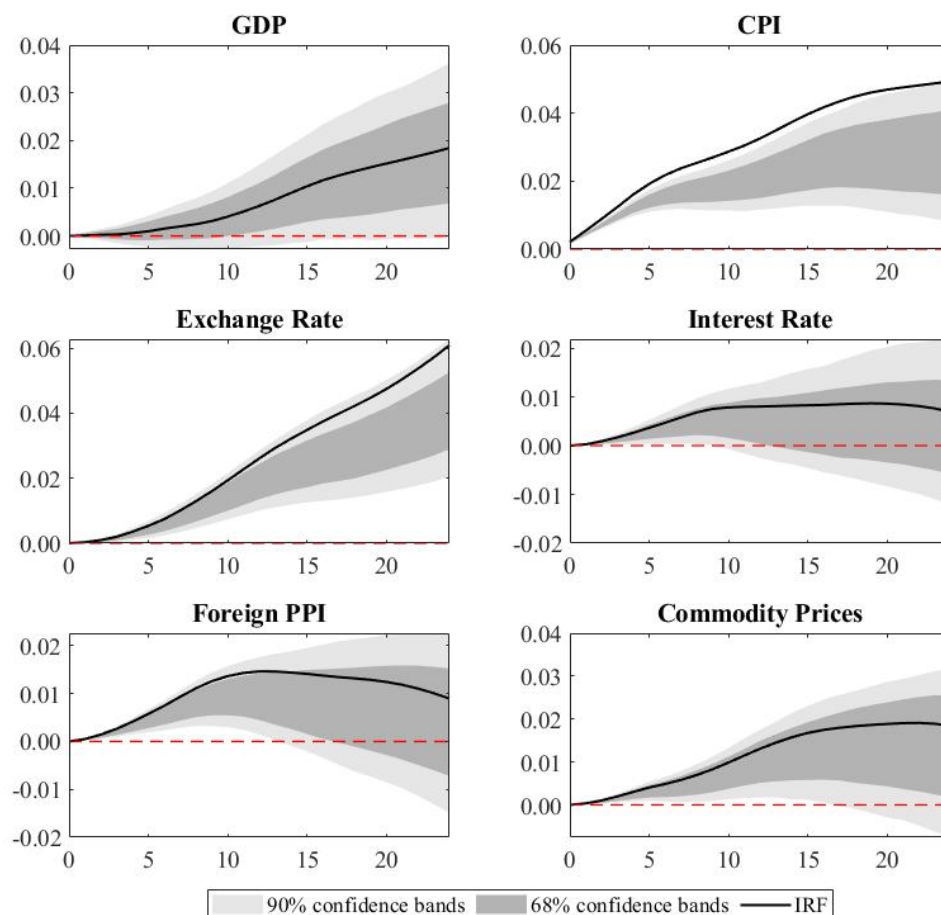 GDP
0.04
0.03
0.02
0.01
0.00
0 5 10 15 20
CPI
0.06
0.04
0.02
0.00
0 5 10 15 20
Exchange Rate
0.06
0.04
0.02
0.00
0 5 10 15 20
Interest Rate
0.02
0.01
0.00
-0.01
-0.02
0 5 10 15 20
Foreign PPI
0.02
0.01
0.00
-0.01
-0.02
0 5 10 15 20
Commodity Prices
0.04
0.03
0.02
0.01
0.00
0 5 10 15 20
90% confidence bands 68% confidence bands IRF